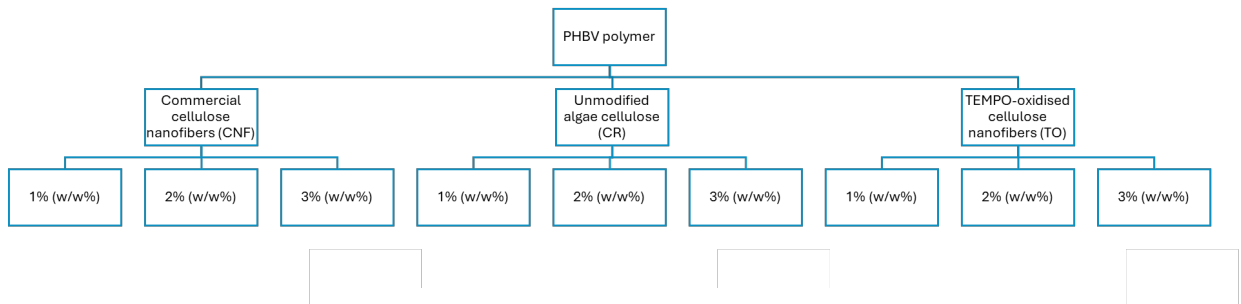 PHBV polymer
Commercial
cellulose
nanofibers (CNF)
Unmodified
algae cellulose
(CR)
TEMPO-oxidised
cellulose
nanofibers (TO)
1% (w/w%)
2% (w/w%)
3% (w/w%)
1% (w/w%)
2% (w/w%)
3% (w/w%)
1% (w/w%)
2% (w/w%)
3% (w/w%)